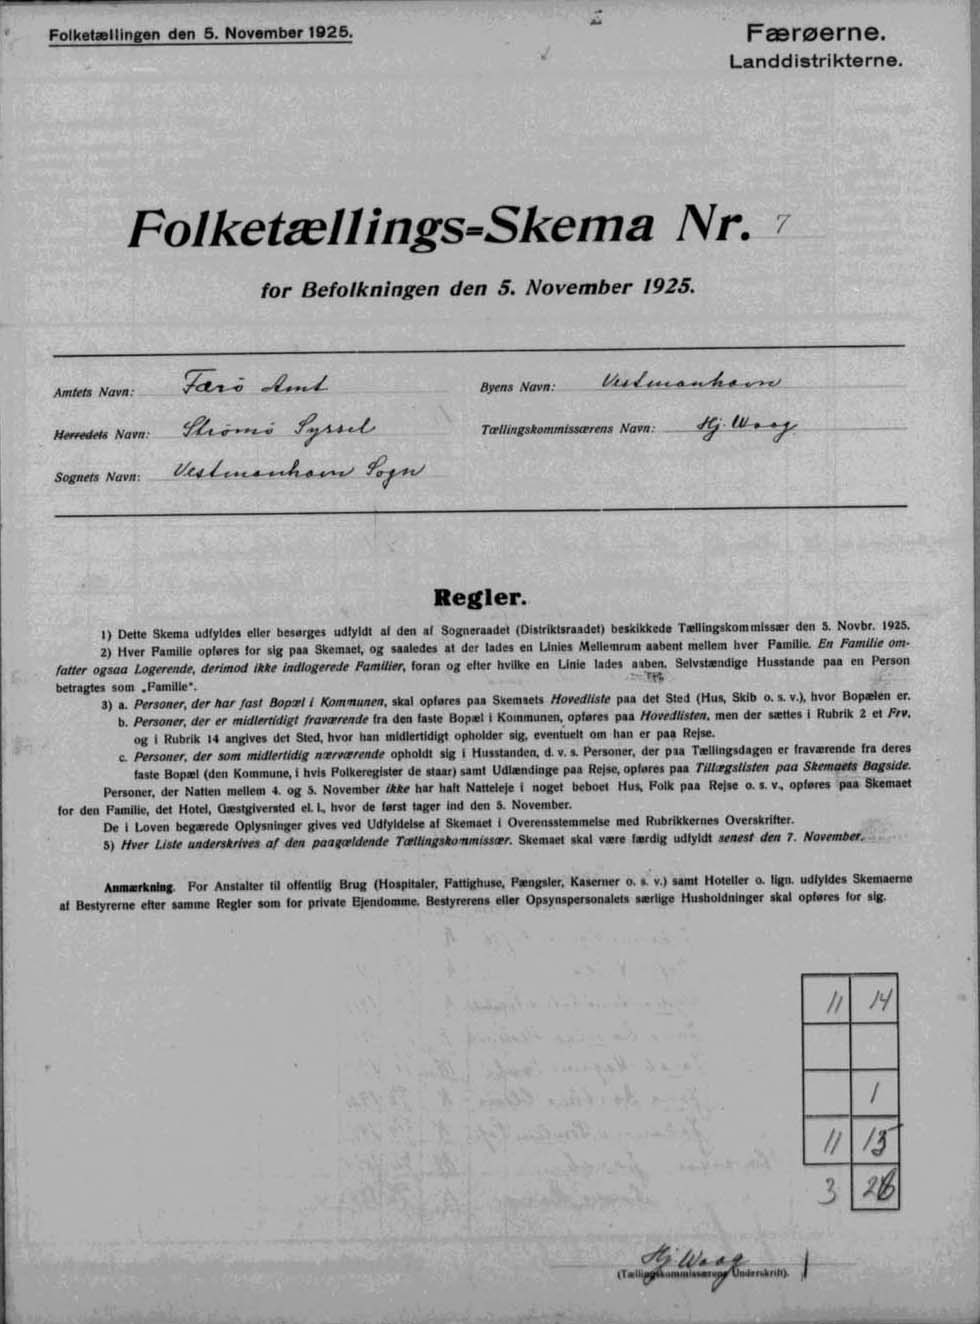 Folketællingen den 5. November 1925.
Færøerne.
Landdistrikterne.
Folketællings=Skema Nr. 7
for Befolkningen den 5. November 1925.
Amtets Navn: Færö Amt
Byens Navn: Vestmanhavn
Herredets Navn: Strömö Syssel
Tællingskommissærens Navn: Hj. Waag
Sognets Navn: Vestmanhavn Sogn
Regler.
1) Dette Skema udfyldes eller besørges udfyldt af den af Sogneraadet (Distriktsraadet) beskikkede Tællingskommissær den 5. Novbr. 1925.
2) Hver Familie opføres for sig paa Skemaet, og saaledes at der lades en Linies Mellemrum aabent mellem hver Familie. En Familie om-
fatter ogsaa Logerende, derimod ikke indlogerede Familier, foran og efter hvilke en Linie lades aaben. Selvstændige Husstande paa en Person
betragtes som „Familie".
3) a. Personer, der har fast Bopæl i Kommunen, skal opføres paa Skemaets Hovedliste paa det Sted (Hus, Skib o. s. v.), hvor Bopælen er.
b. Personer, der er midlertidigt fraværende fra den faste Bopæl i Kommunen, opføres paa Hovedlisten, men der sættes i Rubrik 2 et Frv,
og i Rubrik 14 angives det Sted, hvor han midlertidigt opholder sig, eventuelt om han er paa Rejse.
c. Personer, der som midlertidig nærværende opholdt sig i Husstanden, d. v. s. Personer, der paa Tællingsdagen er fraværende fra deres
faste Bopæl (den Kommune, i hvis Folkeregister de staar) samt Udlændinge paa Rejse, opføres paa Tillægslisten paa Skemaets Bagside.
Personer, der Natten mellem 4. og 5. November ikke har haft Natteleje i noget beboet Hus, Folk paa Rejse o. s. v., opføres paa Skemaet
for den Familie, det Hotel, Gæstgiversted el. l., hvor de først tager ind den 5. November.
De i Loven begærede Oplysninger gives ved Udfyldelse af Skemaet i Overensstemmelse med Rubrikkernes Overskrifter.
5) Hver Liste underskrives af den paagældende Tællingskommissær. Skemaet skal være færdig udfyldt senest den 7. November.
Anmærkning. For Anstalter til offentlig Brug (Hospitaler, Fattighuse, Fængsler, Kaserner o. s. v.) samt Hoteller o. lign. udfyldes Skemaerne
af Bestyrerne efter samme Regler som for private Ejendomme. Bestyrerens eller Opsynspersonalets særlige Husholdninger skal opføres for sig.
11 14
1
11 15
3 26
Hj. Waag
(Tællingskommissærens Underskrift).